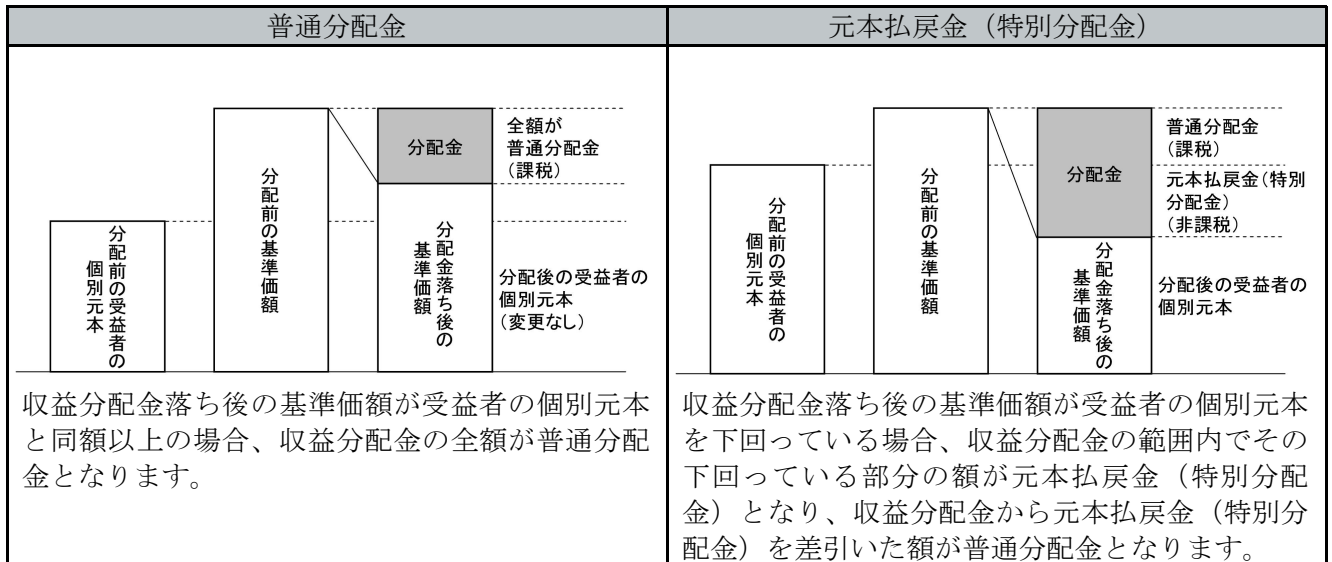 普通分配金
全額が
普通分配金
(課税)
分配金
分配前の基準価額
分配前の受益者の
個別元本
分配金落ち後の
基準価額
分配後の受益者の
個別元本
(変更なし)
収益分配金落ち後の基準価額が受益者の個別元本
と同額以上の場合、収益分配金の全額が普通分配
金となります。
元本払戻金（特別分配金）
普通分配金
(課税)
分配金
元本払戻金(特別
分配金)
(非課税)
分配前の基準価額
分配前の受益者の
個別元本
分配金落ち後の
基準価額
分配後の受益者の
個別元本
収益分配金落ち後の基準価額が受益者の個別元本
を下回っている場合、収益分配金の範囲内でその
下回っている部分の額が元本払戻金（特別分配
金）となり、収益分配金から元本払戻金（特別分
配金）を差引いた額が普通分配金となります。